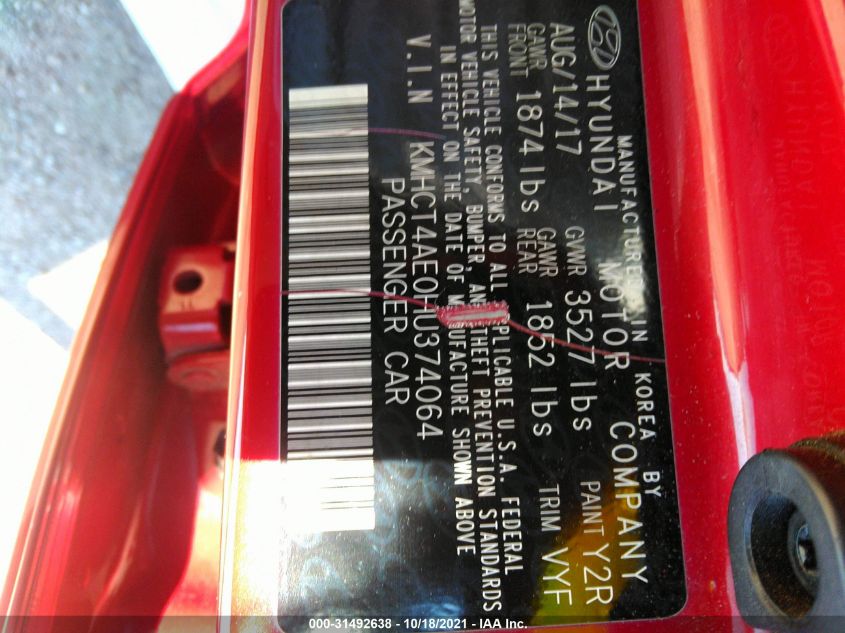 MANUFACTURED IN KOREA BY
HYUNDAI MOTOR COMPANY
AUG/14/17 GVWR 3527 lbs PAINT Y2R
GAWR FRONT 1874 lbs GAWR REAR 1852 lbs TRIM VYF
THIS VEHICLE CONFORMS TO ALL APPLICABLE U.S.A. FEDERAL
MOTOR VEHICLE SAFETY, BUMPER, AND THEFT PREVENTION STANDARDS
IN EFFECT ON THE DATE OF MANUFACTURE SHOWN ABOVE
V.I.N KMHCT4AE0HU374064
PASSENGER CAR
000-31492638 - 10/18/2021 - IAA Inc.